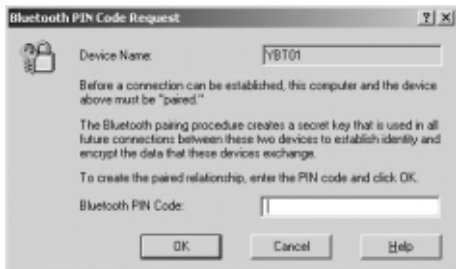 Bluetooth PIN Code Request
Device Name:
YBT01
Before a connection can be established, this computer and the device
above must be "paired."
The Bluetooth pairing procedure creates a secret key that is used in all
future connections between these two devices to establish identity and
encrypt the data that these devices exchange.
To create the paired relationship, enter the PIN code and click OK.
Bluetooth PIN Code:
OK
Cancel
Help